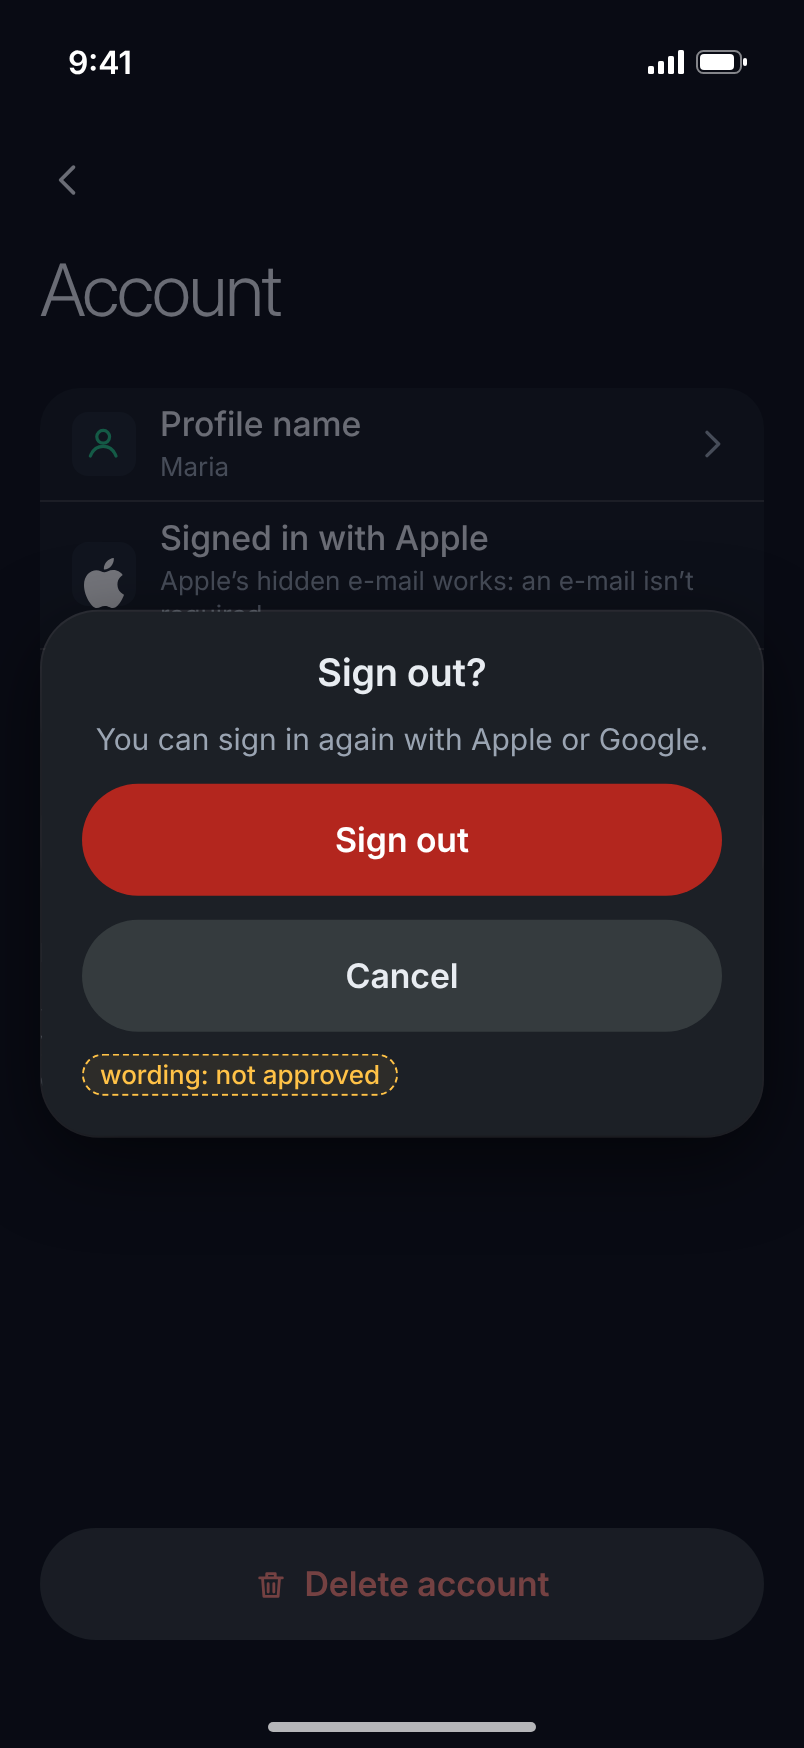 9:41
Account
Profile name
Maria
Signed in with Apple
Apple’s hidden e-mail works: an e-mail isn’t
required
Sign out?
You can sign in again with Apple or Google.
Sign out
Cancel
wording: not approved
Delete account